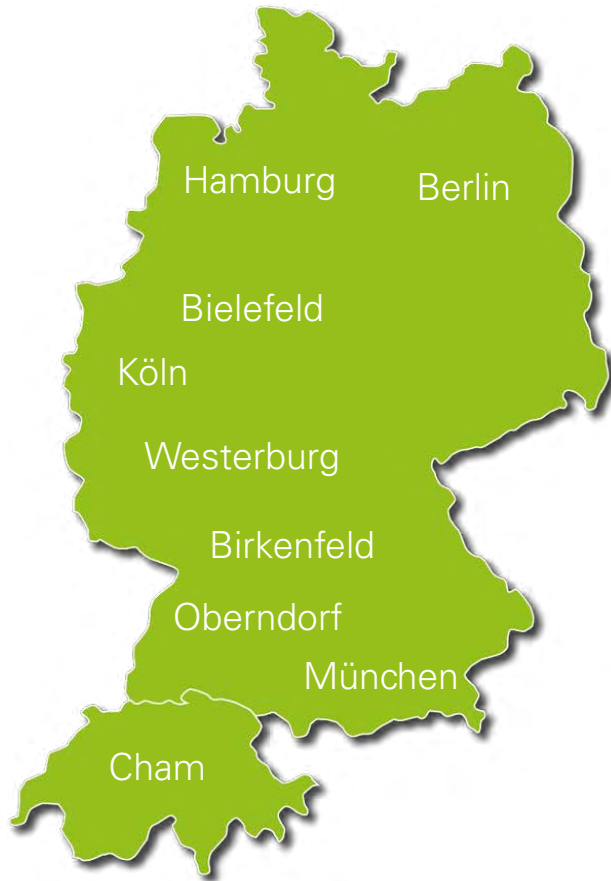 Hamburg
Berlin
Bielefeld
Köln
Westerburg
Birkenfeld
Oberndorf
München
Cham